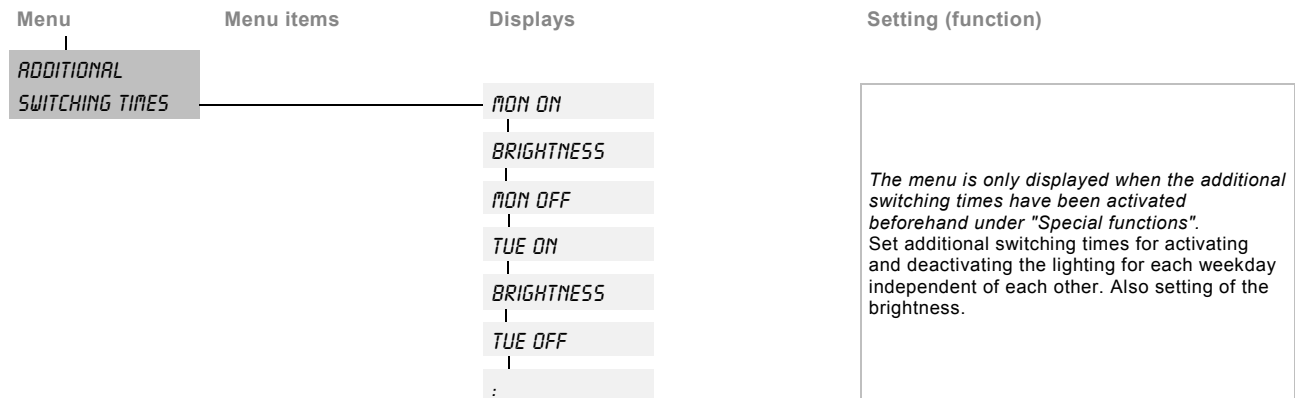 Menu
Menu items
Displays
Setting (function)
ADDITIONAL
SWITCHING TIMES
MON ON
BRIGHTNESS
MON OFF
TUE ON
BRIGHTNESS
TUE OFF
:
The menu is only displayed when the additional
switching times have been activated
beforehand under "Special functions".
Set additional switching times for activating
and deactivating the lighting for each weekday
independent of each other. Also setting of the
brightness.